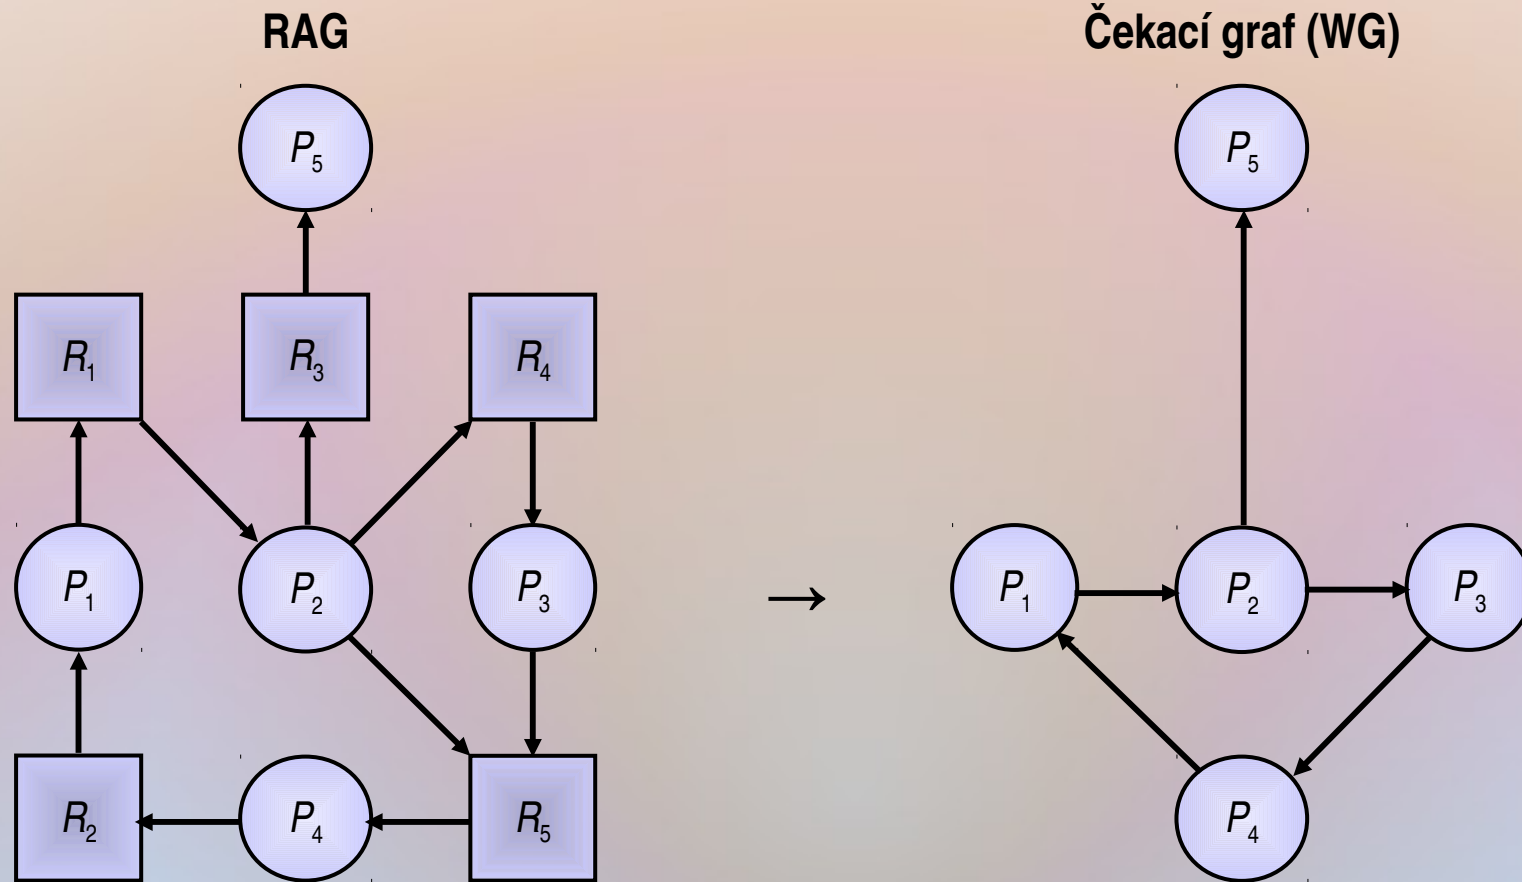 RAG
Čekací graf (WG)
P5
P5
R1
R3
R4
P1
P2
P3
→
P1
P2
P3
R2
P4
R5
P4